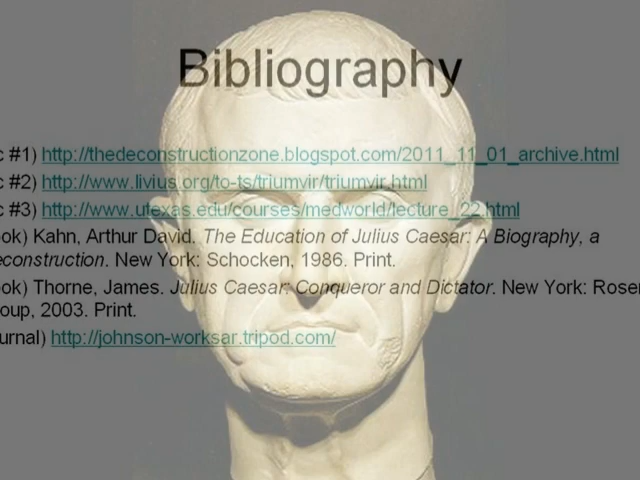 Bibliography
c #1) http://thedeconstructionzone.blogspot.com/2011_11_01_archive.html
c #2) http://www.livius.org/to-ts/triumvir/triumvir.html
c #3) http://www.utexas.edu/courses/medworld/lecture_22.html
ook) Kahn, Arthur David. The Education of Julius Caesar: A Biography, a
econstruction. New York: Schocken, 1986. Print.
ook) Thorne, James. Julius Caesar: Conqueror and Dictator. New York: Rosen
oup, 2003. Print.
urnal) http://johnson-worksar.tripod.com/